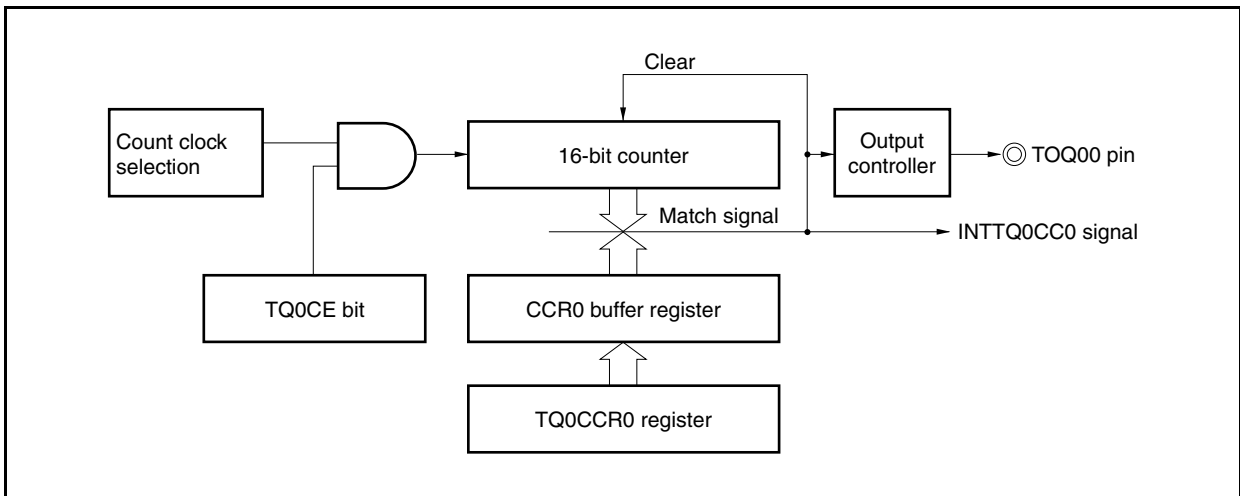 Clear
Count clock
selection
16-bit counter
Output
controller
TOQ00 pin
Match signal
INTTQ0CC0 signal
TQ0CE bit
CCR0 buffer register
TQ0CCR0 register